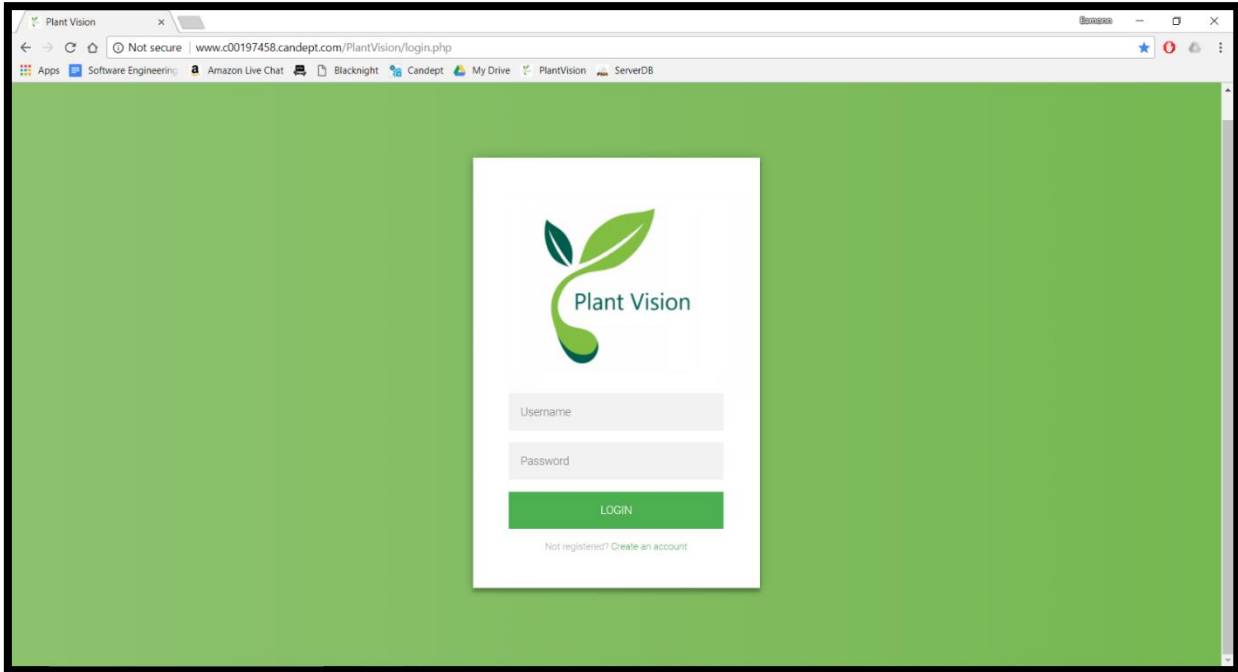 Plant Vision
Not secure www.c00197458.candept.com/PlantVision/login.php
Apps Software Engineering Amazon Live Chat Blacknight Candept My Drive PlantVision ServerDB
Plant Vision
Username
Password
LOGIN
Not registered? Create an account